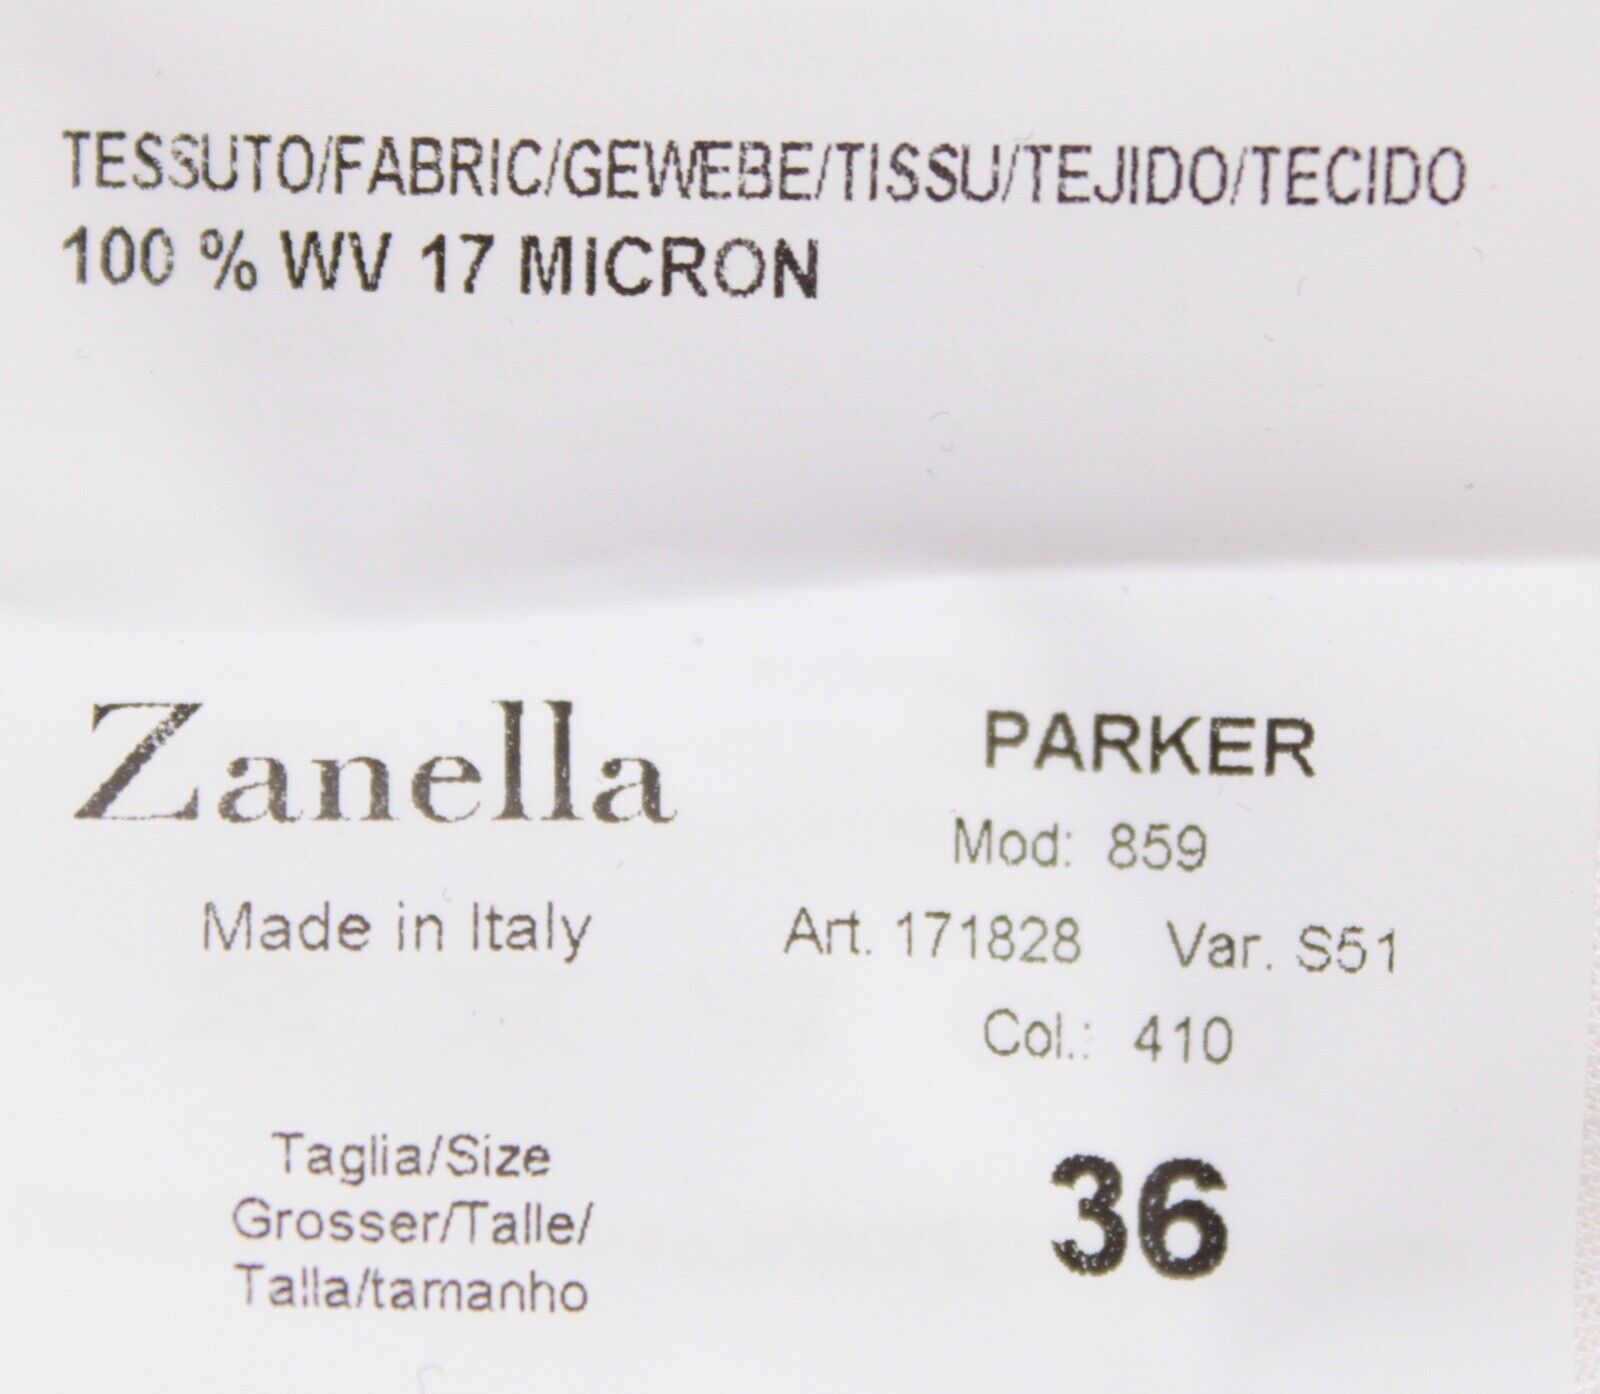 TESSUTO/FABRIC/GEWEBE/TISSU/TEJIDO/TECIDO
100 % WV 17 MICRON
Zanella
Made in Italy
PARKER
Mod: 859
Art. 171828 Var. S51
Col.: 410
Taglia/Size
Grosser/Talle/
Talla/tamanho
36